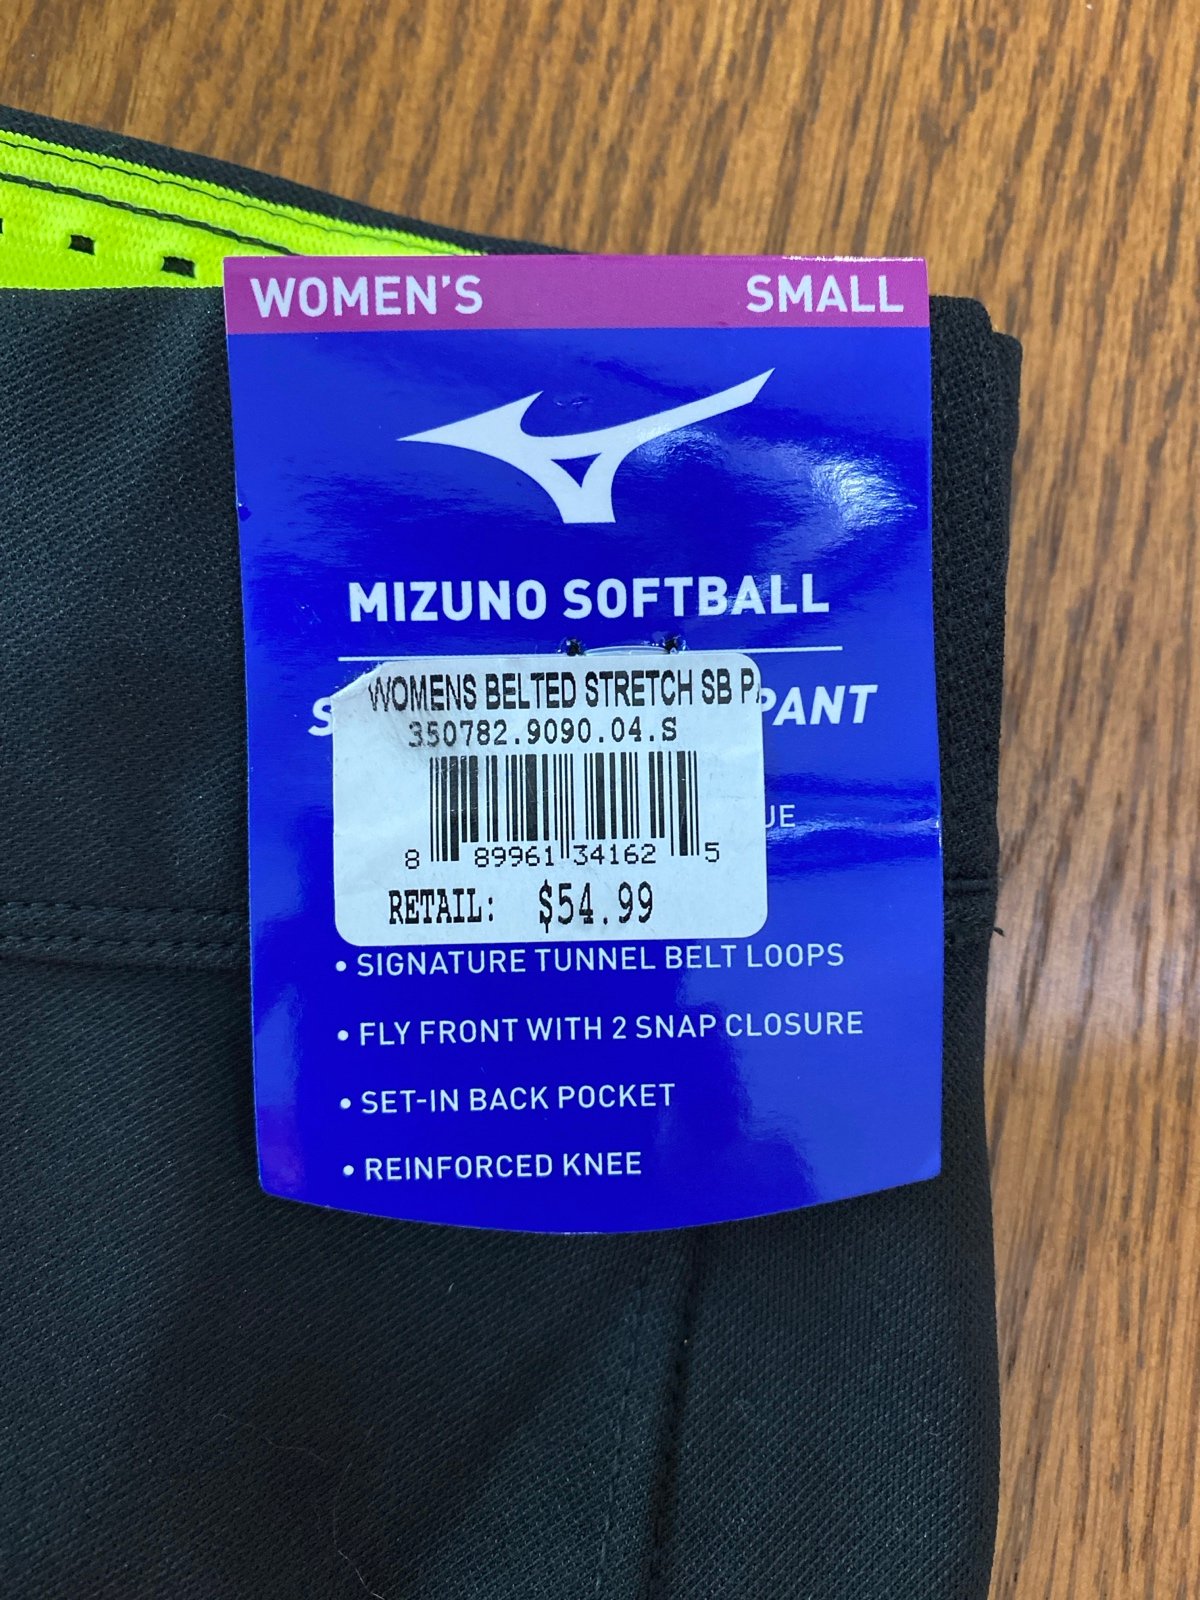 WOMEN'S SMALL
MIZUNO SOFTBALL
WOMENS BELTED STRETCH SB
PANT
350782.9090.04.S
8 89961 34162 5
RETAIL: $54.99
• SIGNATURE TUNNEL BELT LOOPS
• FLY FRONT WITH 2 SNAP CLOSURE
• SET-IN BACK POCKET
• REINFORCED KNEE